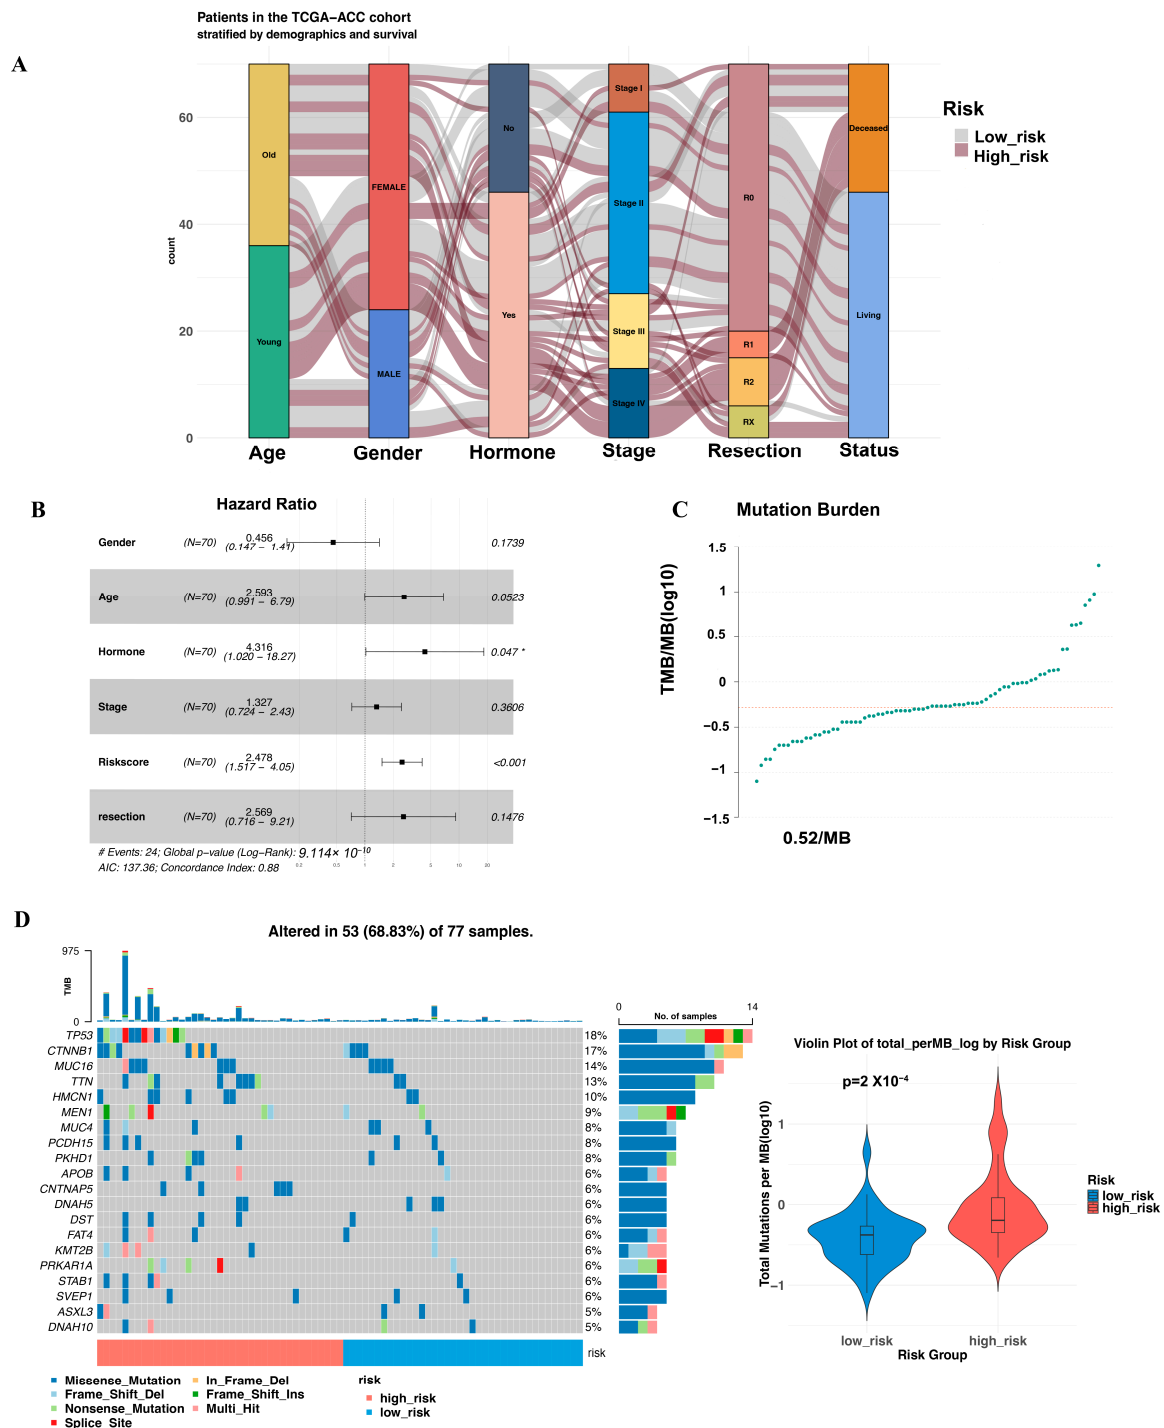 Patients in the TCGA−ACC cohort
stratified by demographics and survival
A
count
60
40
20
0
Old
Young
FEMALE
MALE
No
Yes
Stage I
Stage II
Stage III
Stage IV
R0
R1
R2
RX
Deceased
Living
Age
Gender
Hormone
Stage
Resection
Status
Risk
Low_risk
High_risk
B
Hazard Ratio
Gender (N=70) 0.456 (0.147 − 1.41) 0.1739
Age (N=70) 2.593 (0.991 − 6.79) 0.0523
Hormone (N=70) 4.316 (1.020 − 18.27) 0.047 *
Stage (N=70) 1.327 (0.724 − 2.43) 0.3606
Riskscore (N=70) 2.478 (1.517 − 4.05) <0.001
resection (N=70) 2.569 (0.716 − 9.21) 0.1476
# Events: 24; Global p−value (Log−Rank): 9.114× 10−10
AIC: 137.36; Concordance Index: 0.88
0.2 0.5 1 2 5 10 20
C
Mutation Burden
TMB/MB(log10)
1.5
1
0.5
0
−0.5
−1
−1.5
0.52/MB
D
Altered in 53 (68.83%) of 77 samples.
975
TMB
0
0 14
No. of samples
TP53 18%
CTNNB1 17%
MUC16 14%
TTN 13%
HMCN1 10%
MEN1 9%
MUC4 8%
PCDH15 8%
PKHD1 8%
APOB 6%
CNTNAP5 6%
DNAH5 6%
DST 6%
FAT4 6%
KMT2B 6%
PRKAR1A 6%
STAB1 6%
SVEP1 6%
ASXL3 5%
DNAH10 5%
risk
Missense_Mutation
Frame_Shift_Del
Nonsense_Mutation
Splice_Site
In_Frame_Del
Frame_Shift_Ins
Multi_Hit
risk
high_risk
low_risk
Violin Plot of total_perMB_log by Risk Group
p=2 X10−4
Total Mutations per MB(log10)
1
0
−1
low_risk
high_risk
Risk Group
Risk
low_risk
high_risk